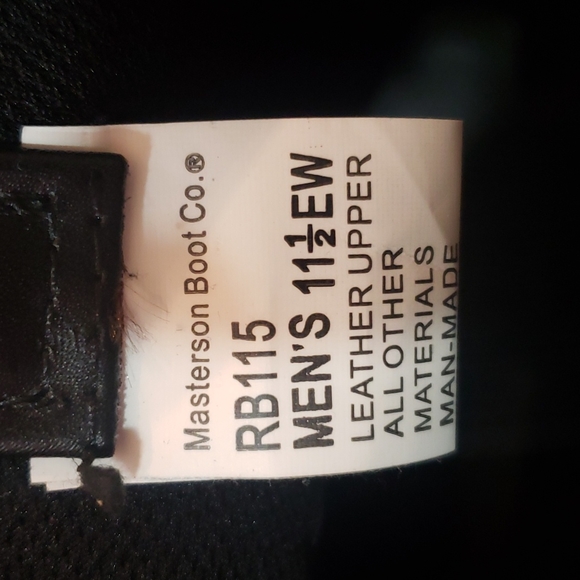 Masterson Boot Co.®
RB115
MEN'S 11½EW
LEATHER UPPER
ALL OTHER
MATERIALS
MAN-MADE